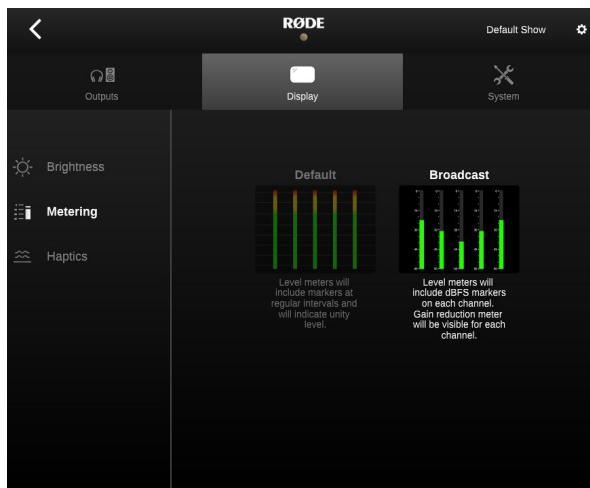 RØDE
Default Show
Outputs
Display
System
Brightness
Metering
Haptics
Default
Level meters will
include markers at
regular intervals and
will indicate unity
level.
Broadcast
Level meters will
include dBFS markers
on each channel.
Gain reduction meter
will be visible for each
channel.